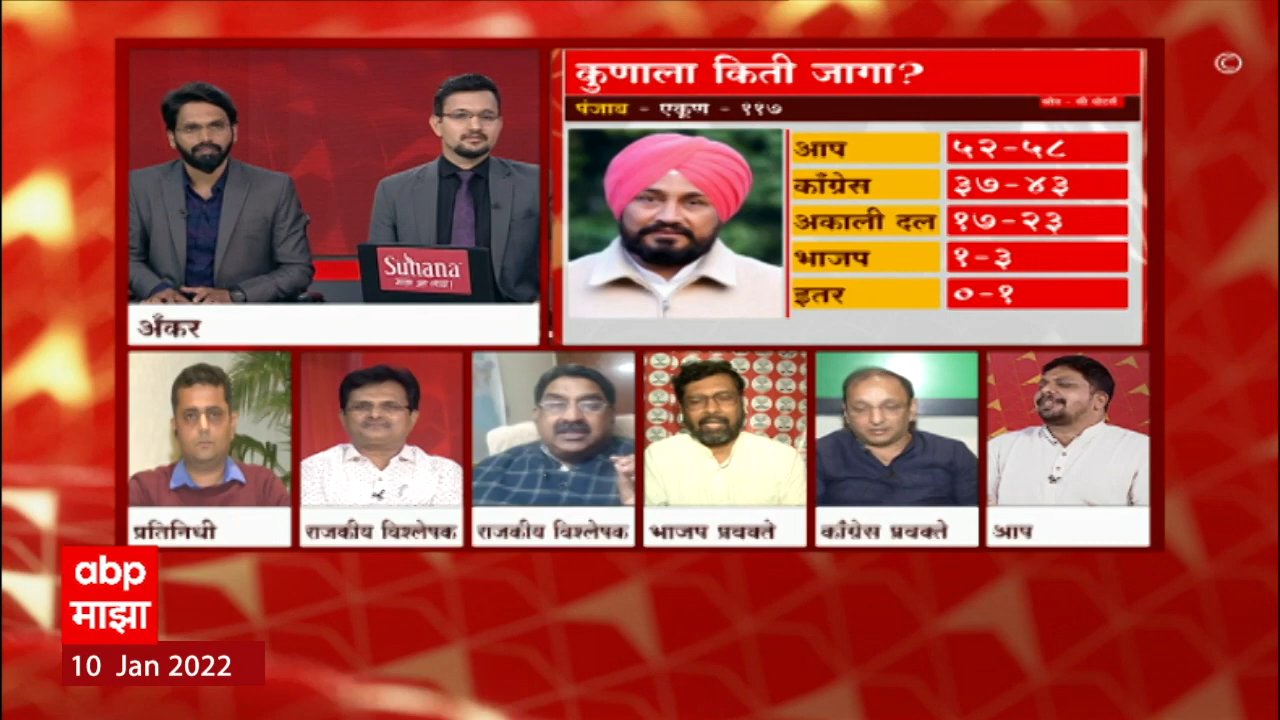 ©
कुणाला किती जागा?
सोर्स - सी वोटर्स
पंजाब - एकूण - ११७
आप ५२-५८
काँग्रेस ३७-४३
अकाली दल १७-२३
भाजप १-३
इतर ०-१
Suhana
अँकर
प्रतिनिधी
राजकीय विश्लेषक
राजकीय विश्लेषक
भाजप प्रवक्ते
काँग्रेस प्रवक्ते
आप
abp
माझा
10 Jan 2022